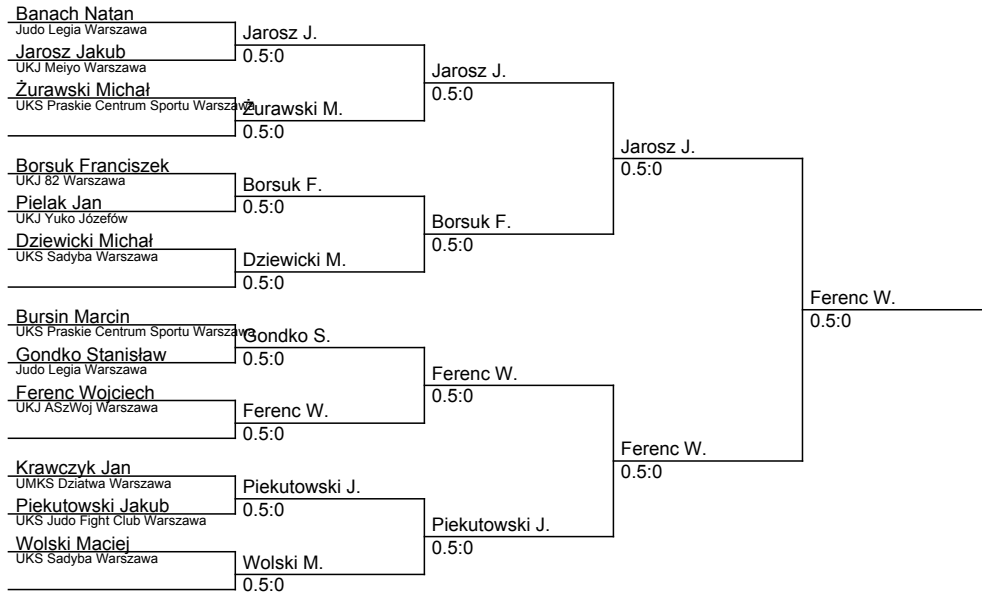 Banach Natan
Judo Legia Warszawa
Jarosz Jakub
UKJ Meiyo Warszawa
Żurawski Michał
UKS Praskie Centrum Sportu Warszawa
Borsuk Franciszek
UKJ 82 Warszawa
Pielak Jan
UKJ Yuko Józefów
Dziewicki Michał
UKS Sadyba Warszawa
Bursin Marcin
UKS Praskie Centrum Sportu Warszawa
Gondko Stanisław
Judo Legia Warszawa
Ferenc Wojciech
UKJ ASzWoj Warszawa
Krawczyk Jan
UMKS Dziatwa Warszawa
Piekutowski Jakub
UKS Judo Fight Club Warszawa
Wolski Maciej
UKS Sadyba Warszawa
Jarosz J.
0.5:0
Żurawski M.
0.5:0
Borsuk F.
0.5:0
Dziewicki M.
0.5:0
Gondko S.
0.5:0
Ferenc W.
0.5:0
Piekutowski J.
0.5:0
Wolski M.
0.5:0
Jarosz J.
0.5:0
Borsuk F.
0.5:0
Ferenc W.
0.5:0
Piekutowski J.
0.5:0
Jarosz J.
0.5:0
Ferenc W.
0.5:0
Ferenc W.
0.5:0